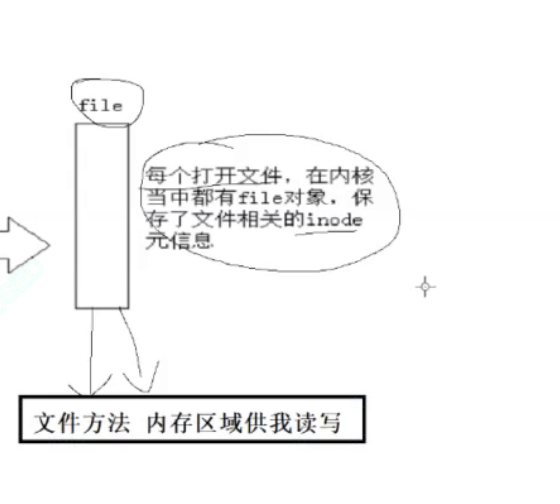 file
每个打开文件，在内核
当中都有file对象，保
存了文件相关的inode
元信息
文件方法 内存区域供我读写